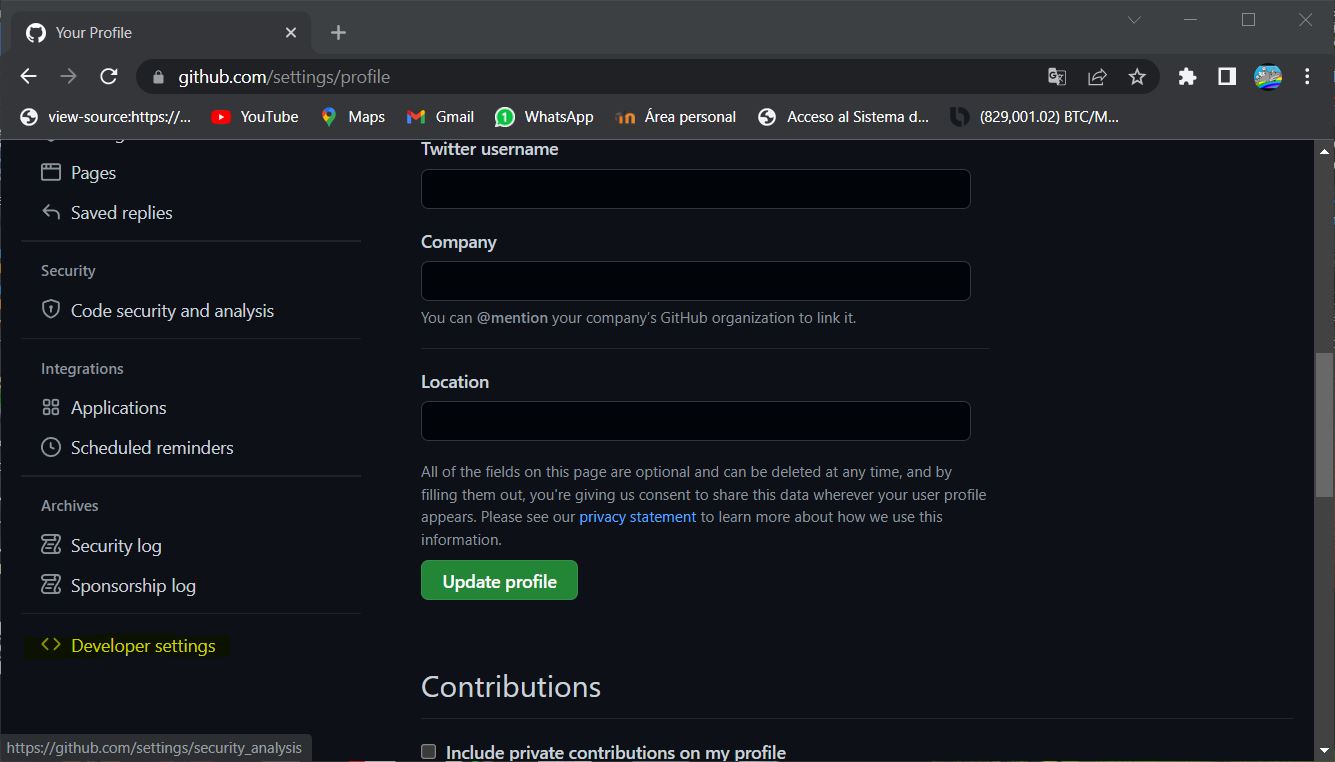 Your Profile
github.com/settings/profile
view-source:https://...
YouTube
Maps
Gmail
1
WhatsApp
Área personal
Acceso al Sistema d...
(829,001.02) BTC/M...
Pages
Saved replies
Security
Code security and analysis
Integrations
Applications
Scheduled reminders
Archives
Security log
Sponsorship log
Developer settings
Twitter username
Company
You can @mention your company’s GitHub organization to link it.
Location
All of the fields on this page are optional and can be deleted at any time, and by
filling them out, you're giving us consent to share this data wherever your user profile
appears. Please see our privacy statement to learn more about how we use this
information.
Update profile
Contributions
Include private contributions on my profile
https://github.com/settings/security_analysis